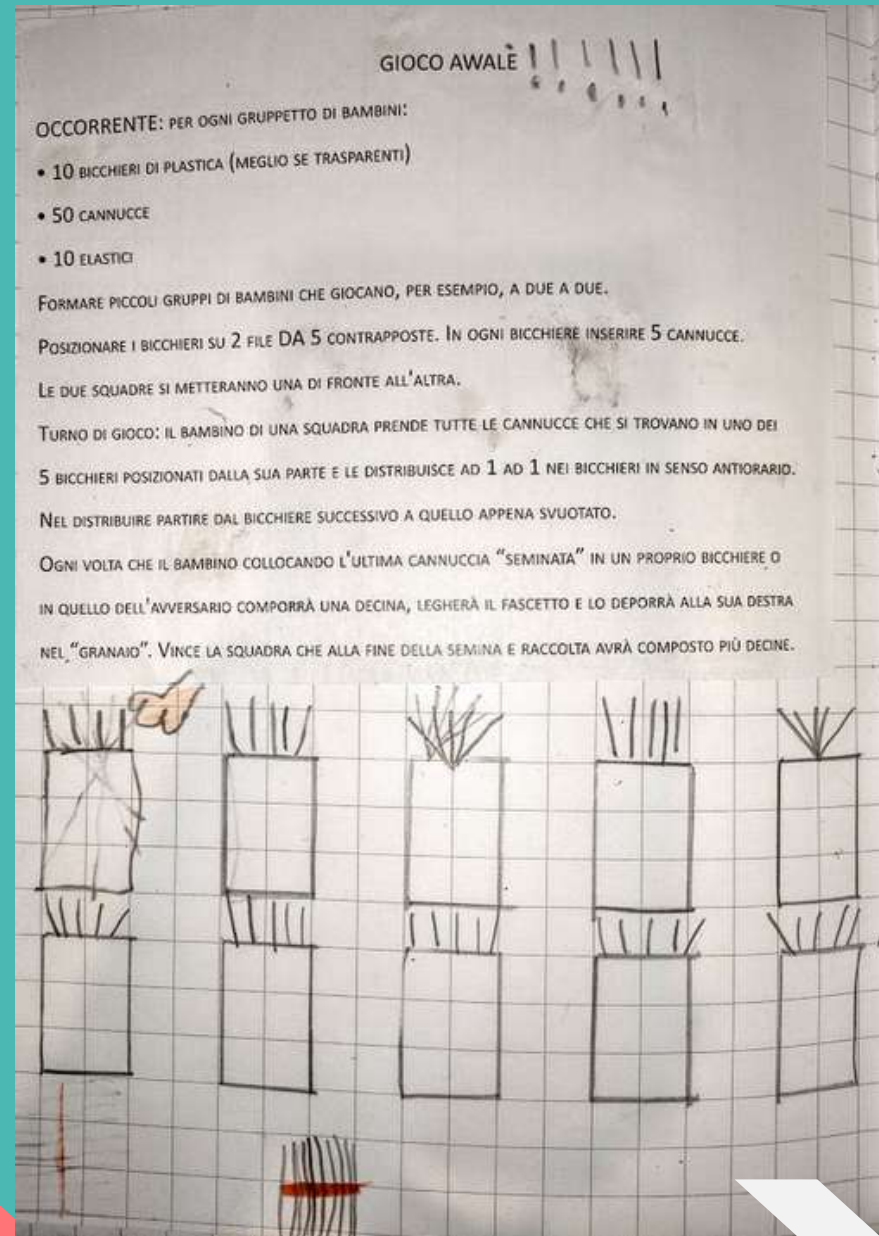 GIOCO AWALÈ !!!!!!
OCCORRENTE: PER OGNI GRUPPETTO DI BAMBINI:
• 10 BICCHIERI DI PLASTICA (MEGLIO SE TRASPARENTI)
• 50 CANNUCCE
• 10 ELASTICI
FORMARE PICCOLI GRUPPI DI BAMBINI CHE GIOCANO, PER ESEMPIO, A DUE A DUE.
POSIZIONARE I BICCHIERI SU 2 FILE DA 5 CONTRAPPOSTE. IN OGNI BICCHIERE INSERIRE 5 CANNUCCE.
LE DUE SQUADRE SI METTERANNO UNA DI FRONTE ALL'ALTRA.
TURNO DI GIOCO: IL BAMBINO DI UNA SQUADRA PRENDE TUTTE LE CANNUCCE CHE SI TROVANO IN UNO DEI
5 BICCHIERI POSIZIONATI DALLA SUA PARTE E LE DISTRIBUISCE AD 1 AD 1 NEI BICCHIERI IN SENSO ANTIORARIO.
NEL DISTRIBUIRE PARTIRE DAL BICCHIERE SUCCESSIVO A QUELLO APPENA SVUOTATO.
OGNI VOLTA CHE IL BAMBINO COLLOCANDO L'ULTIMA CANNUCCIA "SEMINATA" IN UN PROPRIO BICCHIERE O
IN QUELLO DELL'AVVERSARIO COMPORRÀ UNA DECINA, LEGHERÀ IL FASCETTO E LO DEPORRÀ ALLA SUA DESTRA
NEL "GRANAIO". VINCE LA SQUADRA CHE ALLA FINE DELLA SEMINA E RACCOLTA AVRÀ COMPOSTO PIÙ DECINE.